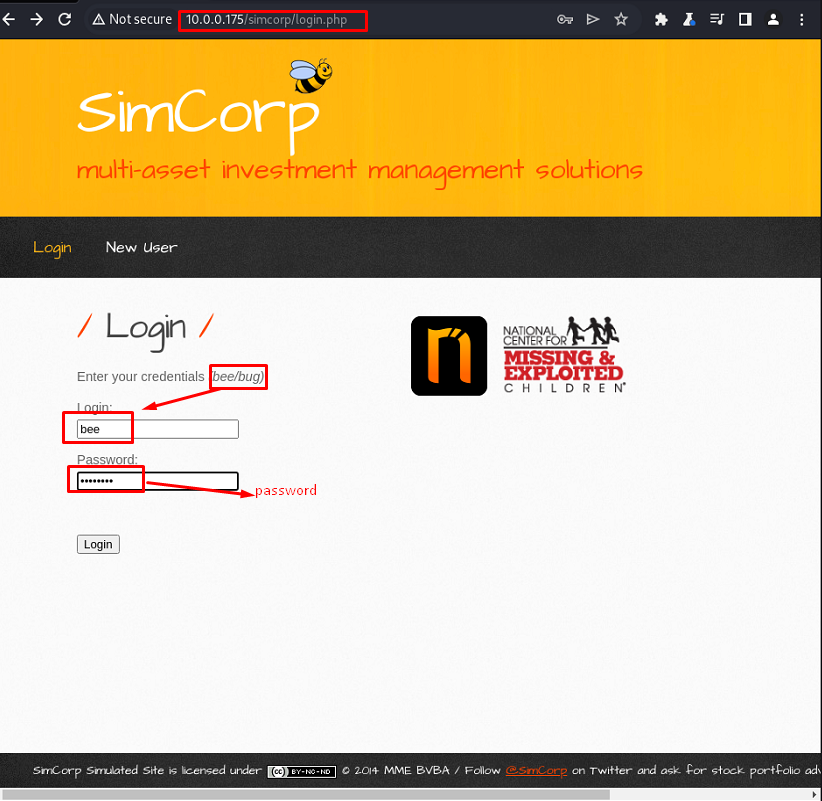 Not secure 10.0.0.175/simcorp/login.php
SimCorp
multi-asset investment management solutions
Login New User
/ Login /
NATIONAL
CENTER FOR
MISSING &
EXPLOITED
CHILDREN®
Enter your credentials (bee/bug)
Login:
bee
Password:
••••••••
password
Login
SimCorp Simulated Site is licensed under (cc) BY-NC-ND © 2014 MME BVBA / Follow @SimCorp on Twitter and ask for stock portfolio adv